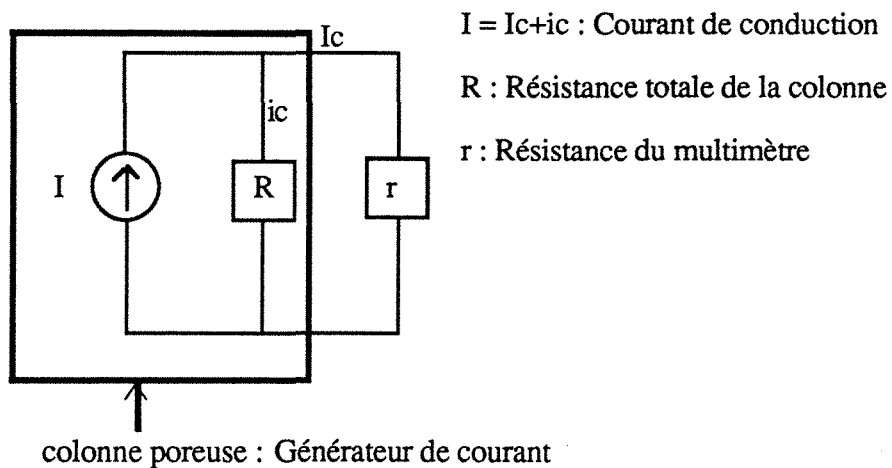 Ic
I = Ic+ic : Courant de conduction
R : Résistance totale de la colonne
ic
r : Résistance du multimètre
I
R
r
colonne poreuse : Générateur de courant